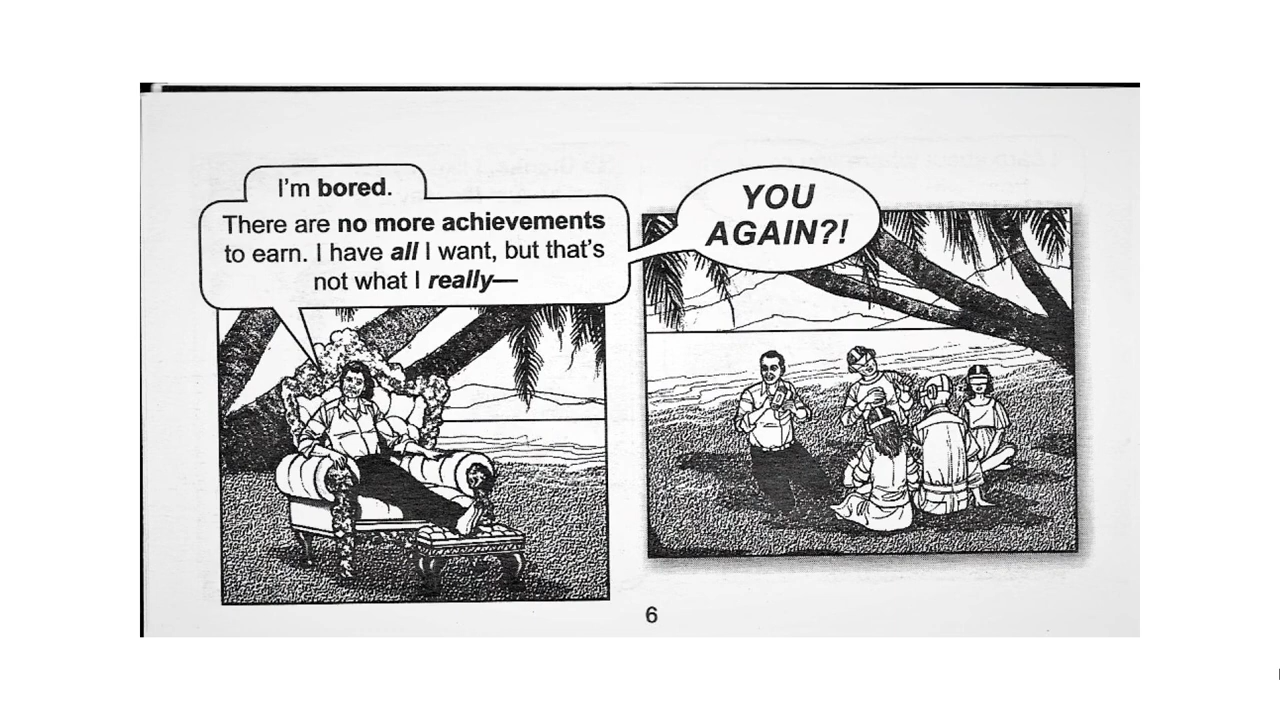 I'm bored.
There are no more achievements
to earn. I have all I want, but that's
not what I really—
YOU
AGAIN?!
6